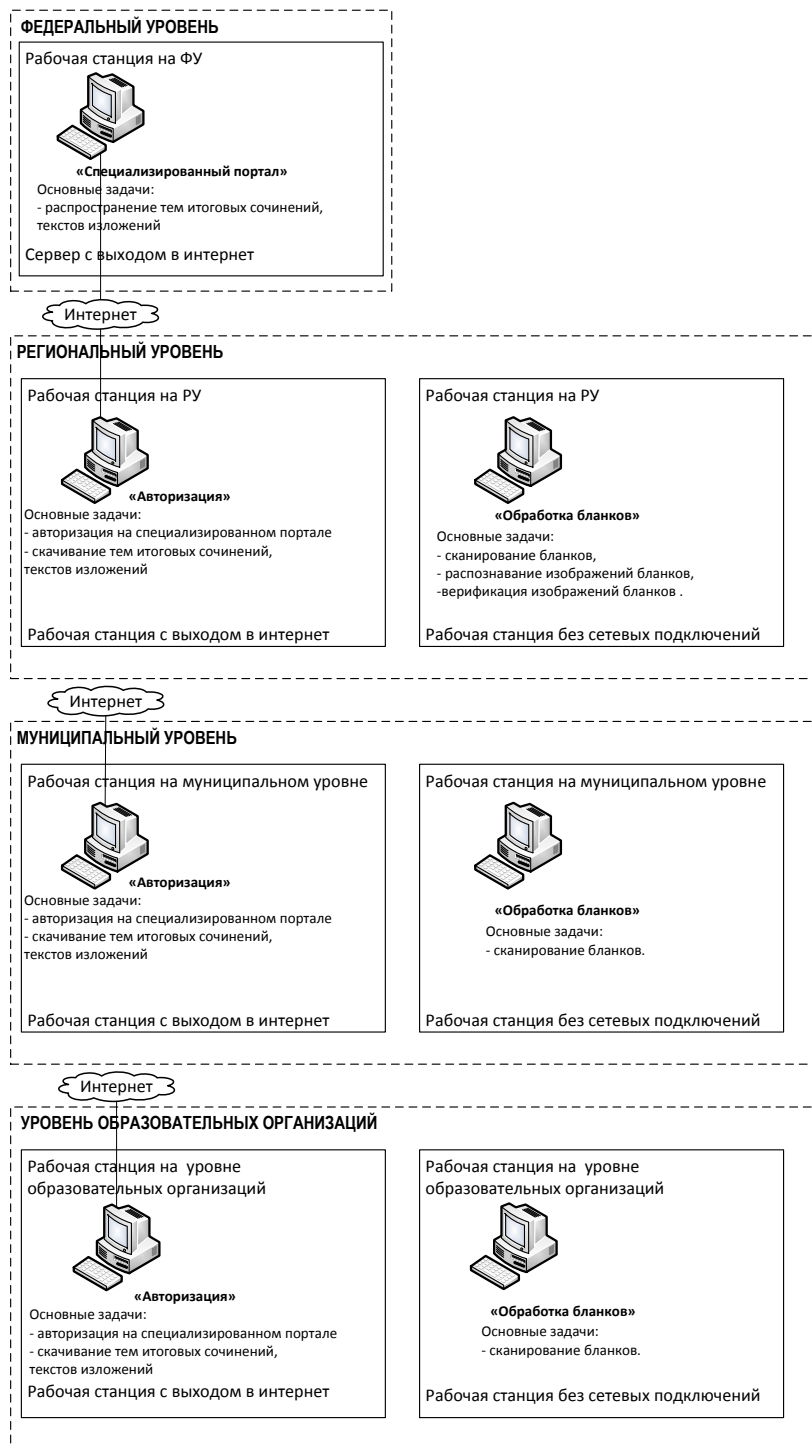 ФЕДЕРАЛЬНЫЙ УРОВЕНЬ
Рабочая станция на ФУ
«Специализированный портал»
Основные задачи:
- распространение тем итоговых сочинений,
текстов изложений
Сервер с выходом в интернет
Интернет
РЕГИОНАЛЬНЫЙ УРОВЕНЬ
Рабочая станция на РУ
«Авторизация»
Основные задачи:
- авторизация на специализированном портале
- скачивание тем итоговых сочинений,
текстов изложений
Рабочая станция с выходом в интернет
Рабочая станция на РУ
«Обработка бланков»
Основные задачи:
- сканирование бланков,
- распознавание изображений бланков,
-верификация изображений бланков .
Рабочая станция без сетевых подключений
Интернет
МУНИЦИПАЛЬНЫЙ УРОВЕНЬ
Рабочая станция на муниципальном уровне
«Авторизация»
Основные задачи:
- авторизация на специализированном портале
- скачивание тем итоговых сочинений,
текстов изложений
Рабочая станция с выходом в интернет
Рабочая станция на муниципальном уровне
«Обработка бланков»
Основные задачи:
- сканирование бланков.
Рабочая станция без сетевых подключений
Интернет
УРОВЕНЬ ОБРАЗОВАТЕЛЬНЫХ ОРГАНИЗАЦИЙ
Рабочая станция на уровне
образовательных организаций
«Авторизация»
Основные задачи:
- авторизация на специализированном портале
- скачивание тем итоговых сочинений,
текстов изложений
Рабочая станция с выходом в интернет
Рабочая станция на уровне
образовательных организаций
«Обработка бланков»
Основные задачи:
- сканирование бланков.
Рабочая станция без сетевых подключений